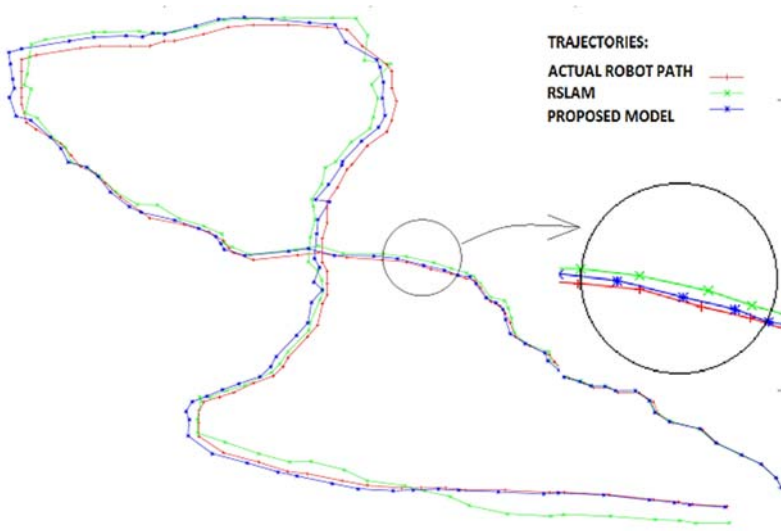 TRAJECTORIES:
ACTUAL ROBOT PATH
RSLAM
PROPOSED MODEL